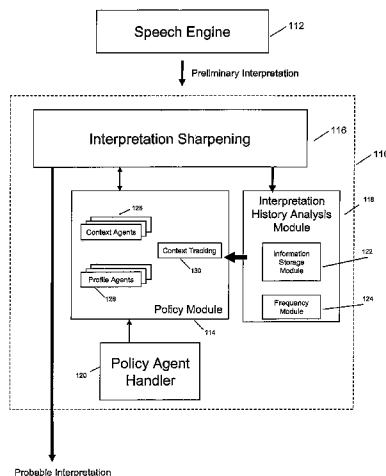 Speech Engine
112
Preliminary Interpretation
Interpretation Sharpening
116
116
126
Context Agents
Context Tracking
130
Profile Agents
128
Policy Module
114
Interpretation
History Analysis
Module
118
Information
Storage
Module
122
Frequency
Module
124
120
Policy Agent
Handler
Probable Interpretation